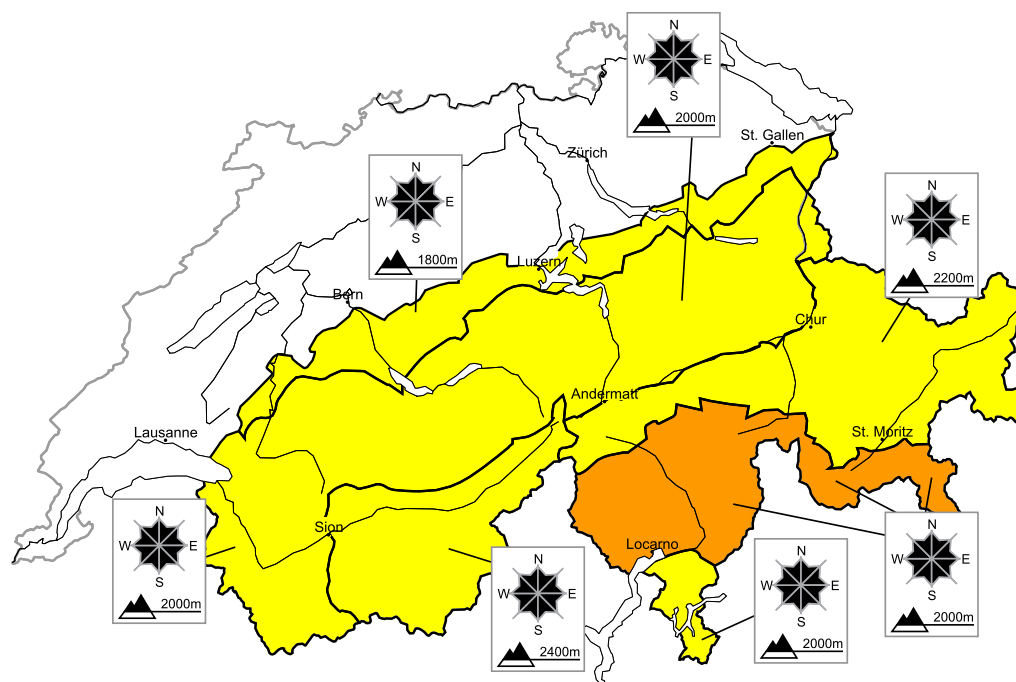 N
W E
S
2000m
St. Gallen
Zürich
N
W E
S
1800m
N
W E
S
2200m
Luzern
Bern
Chur
Andermatt
Lausanne
St. Moritz
Sion
Locarno
N
W E
S
2000m
N
W E
S
2400m
N
W E
S
2000m
N
W E
S
2000m